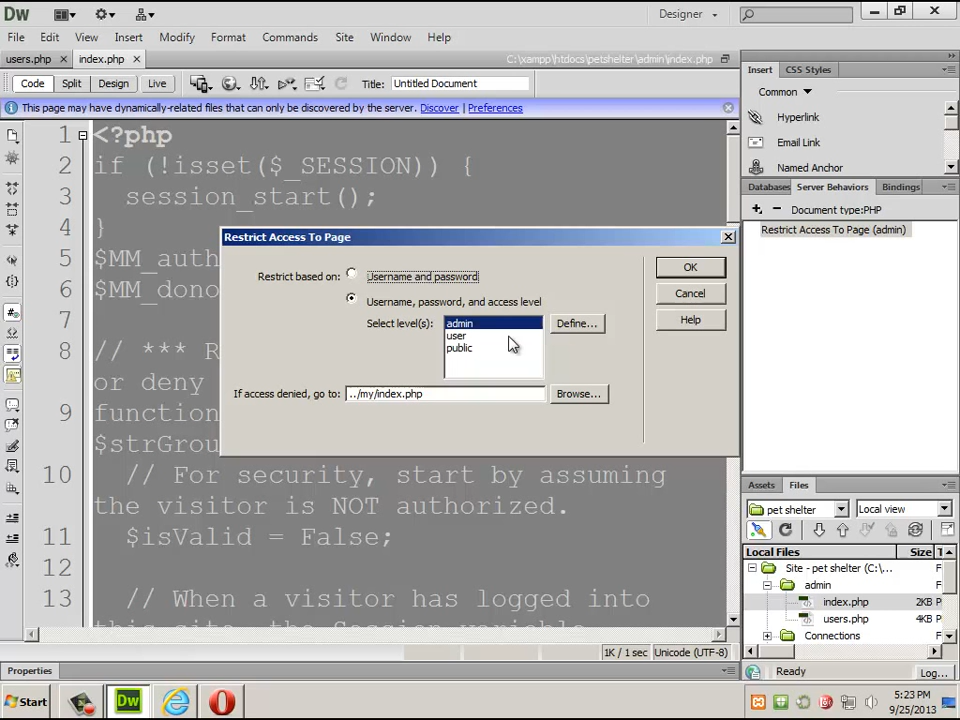 Dw
Designer
File Edit View Insert Modify Format Commands Site Window Help
users.php index.php C:\xampp\htdocs\petshelter\admin\index.php
Code Split Design Live Title: Untitled Document
This page may have dynamically-related files that can only be discovered by the server. Discover Preferences
1 <?php
2 if (!isset($_SESSION)) {
3 session_start();
4 }
5 $MM_auth
6 $MM_dono
7
8 // *** R
or deny
9 function
$strGrou
10 // For security, start by assuming
the visitor is NOT authorized.
11 $isValid = False;
12
13 // When a visitor has logged into
this site, the Session variable
Restrict Access To Page
Restrict based on: Username and password
Username, password, and access level
Select level(s): admin
user
public
Define...
If access denied, go to: ../my/index.php Browse...
OK
Cancel
Help
1K / 1 sec Unicode (UTF-8)
Properties
Insert CSS Styles
Common
Hyperlink
Email Link
Named Anchor
Databases Server Behaviors Bindings
Document type:PHP
Restrict Access To Page (admin)
Assets Files
pet shelter Local view
Local Files Size T
Site - pet shelter (C:\... F
admin F
index.php 2KB P
users.php 4KB P
Connections F
Ready Log...
Start Dw
5:23 PM
9/25/2013